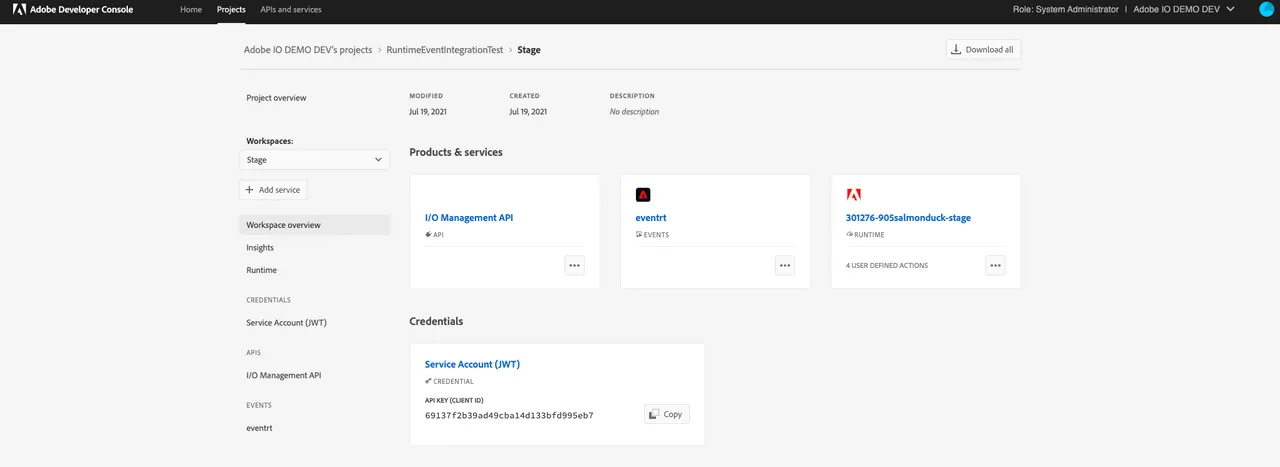 Adobe Developer Console Home Projects APIs and services Role: System Administrator | Adobe IO DEMO DEV
Adobe IO DEMO DEV's projects > RuntimeEventIntegrationTest > Stage Download all
Project overview
MODIFIED CREATED DESCRIPTION
Jul 19, 2021 Jul 19, 2021 No description
Workspaces:
Stage
+ Add service
Workspace overview
Insights
Runtime
CREDENTIALS
Service Account (JWT)
APIS
I/O Management API
EVENTS
eventrt
Products & services
I/O Management API
API
eventrt
EVENTS
301276-905salmonduck-stage
RUNTIME
4 USER DEFINED ACTIONS
Credentials
Service Account (JWT)
CREDENTIAL
API KEY (CLIENT ID)
69137f2b39ad49cba14d133bfd995eb7 Copy